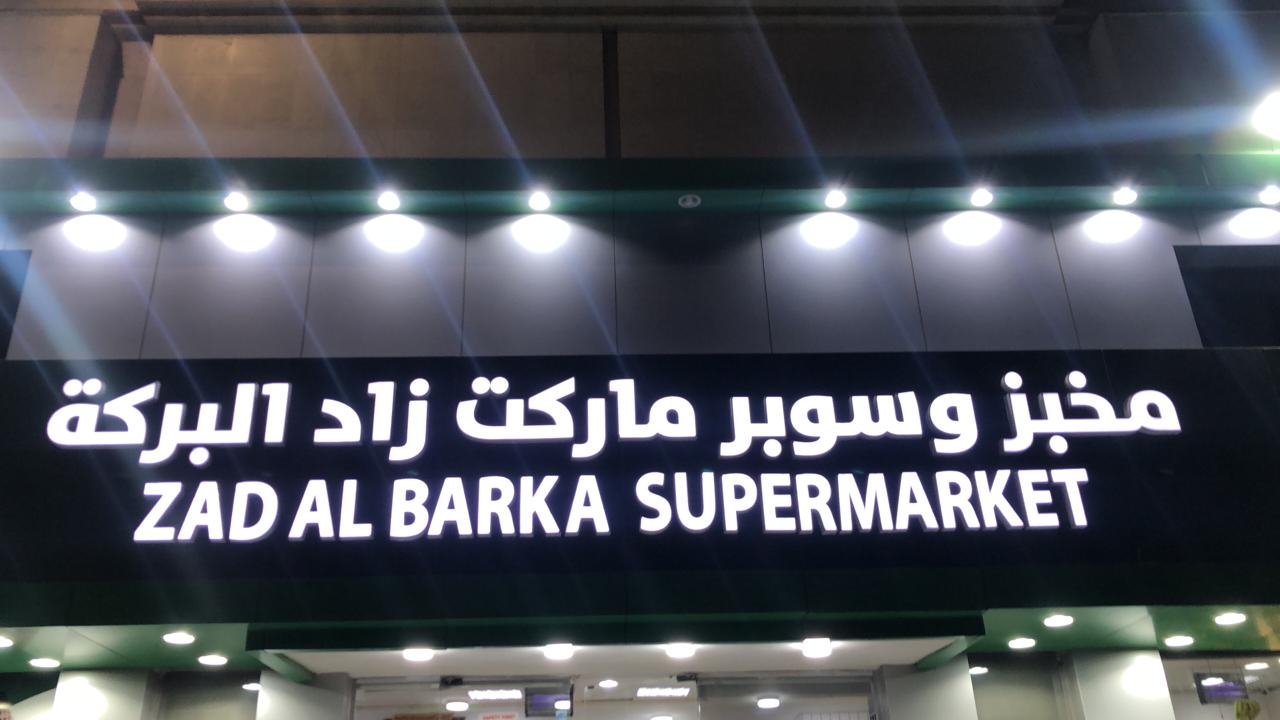 مخبز وسوبر ماركت زاد البركة
ZAD AL BARKA SUPERMARKET